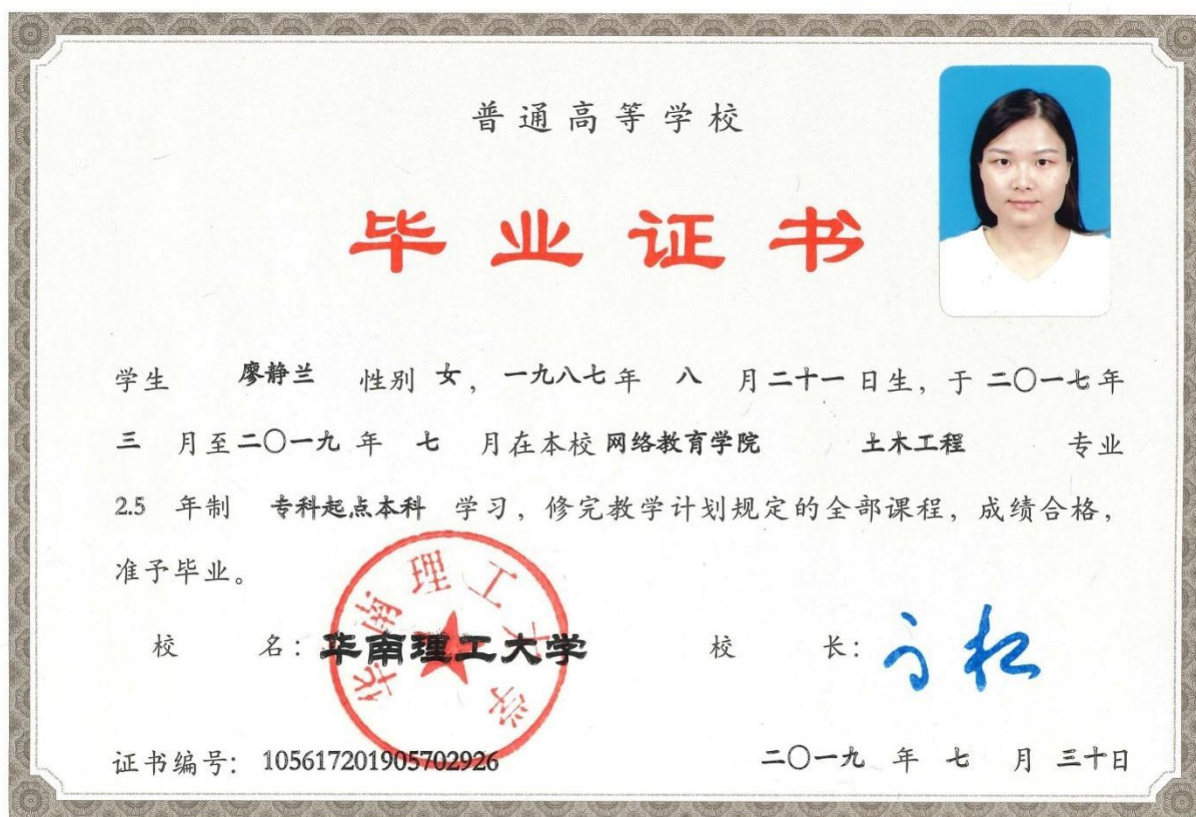 普通高等学校
毕业证书
学生 廖静兰 性别 女，一九八七年 八 月二十一日生，于二〇一七年
三 月至二〇一九 年 七 月在本校 网络教育学院 土木工程 专业
2.5 年制 专科起点本科 学习，修完教学计划规定的全部课程，成绩合格，
准予毕业。
华南理工大学
校 名：华南理工大学 校 长：
证书编号：105617201905702926 二〇一九 年 七 月 三十日